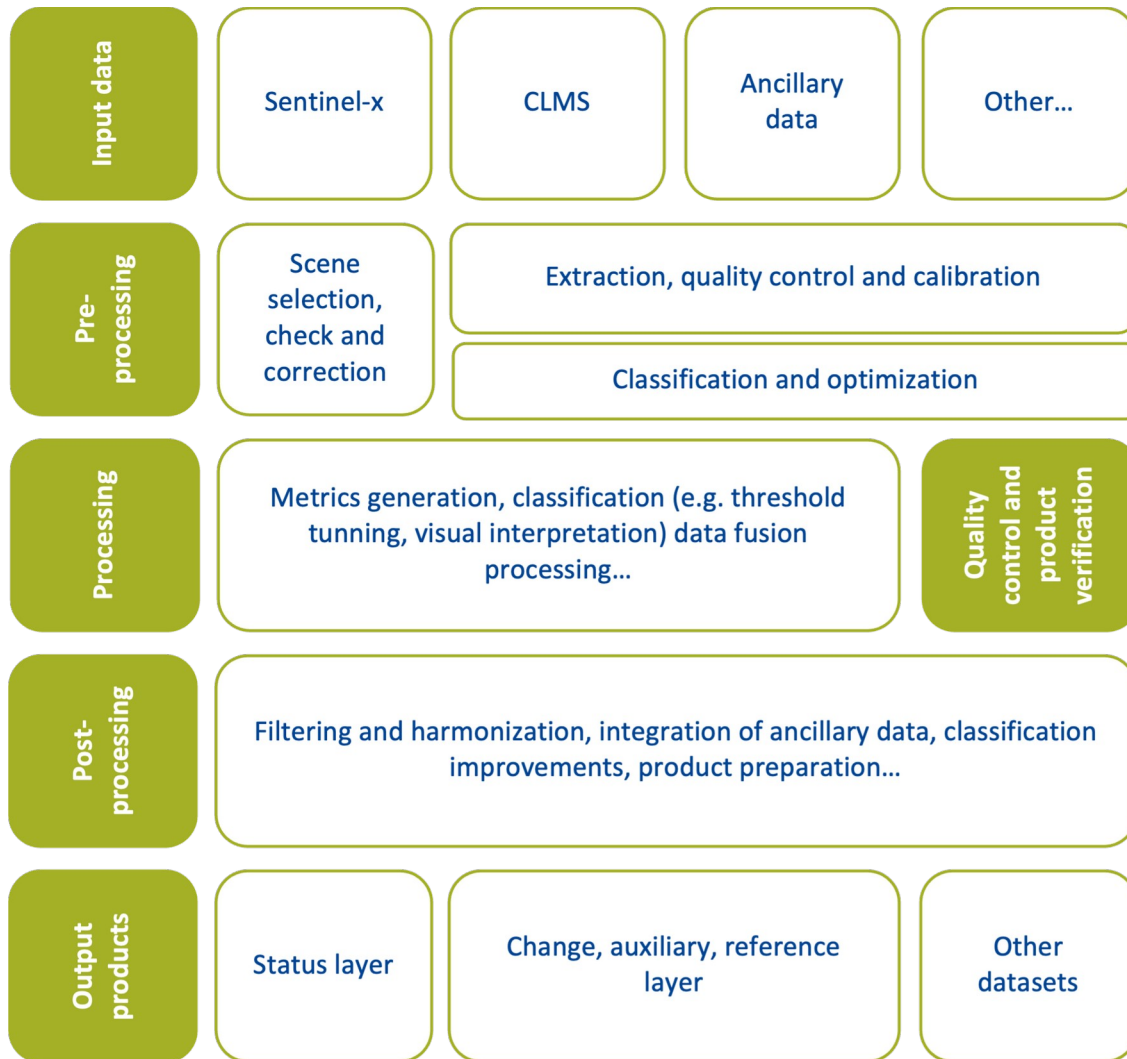 Input data
Sentinel-x
CLMS
Ancillary
data
Other...
Pre-
processing
Scene
selection,
check and
correction
Extraction, quality control and calibration
Classification and optimization
Processing
Metrics generation, classification (e.g. threshold
tunning, visual interpretation) data fusion
processing...
Quality
control and
product
verification
Post-
processing
Filtering and harmonization, integration of ancillary data, classification
improvements, product preparation...
Output
products
Status layer
Change, auxiliary, reference
layer
Other
datasets